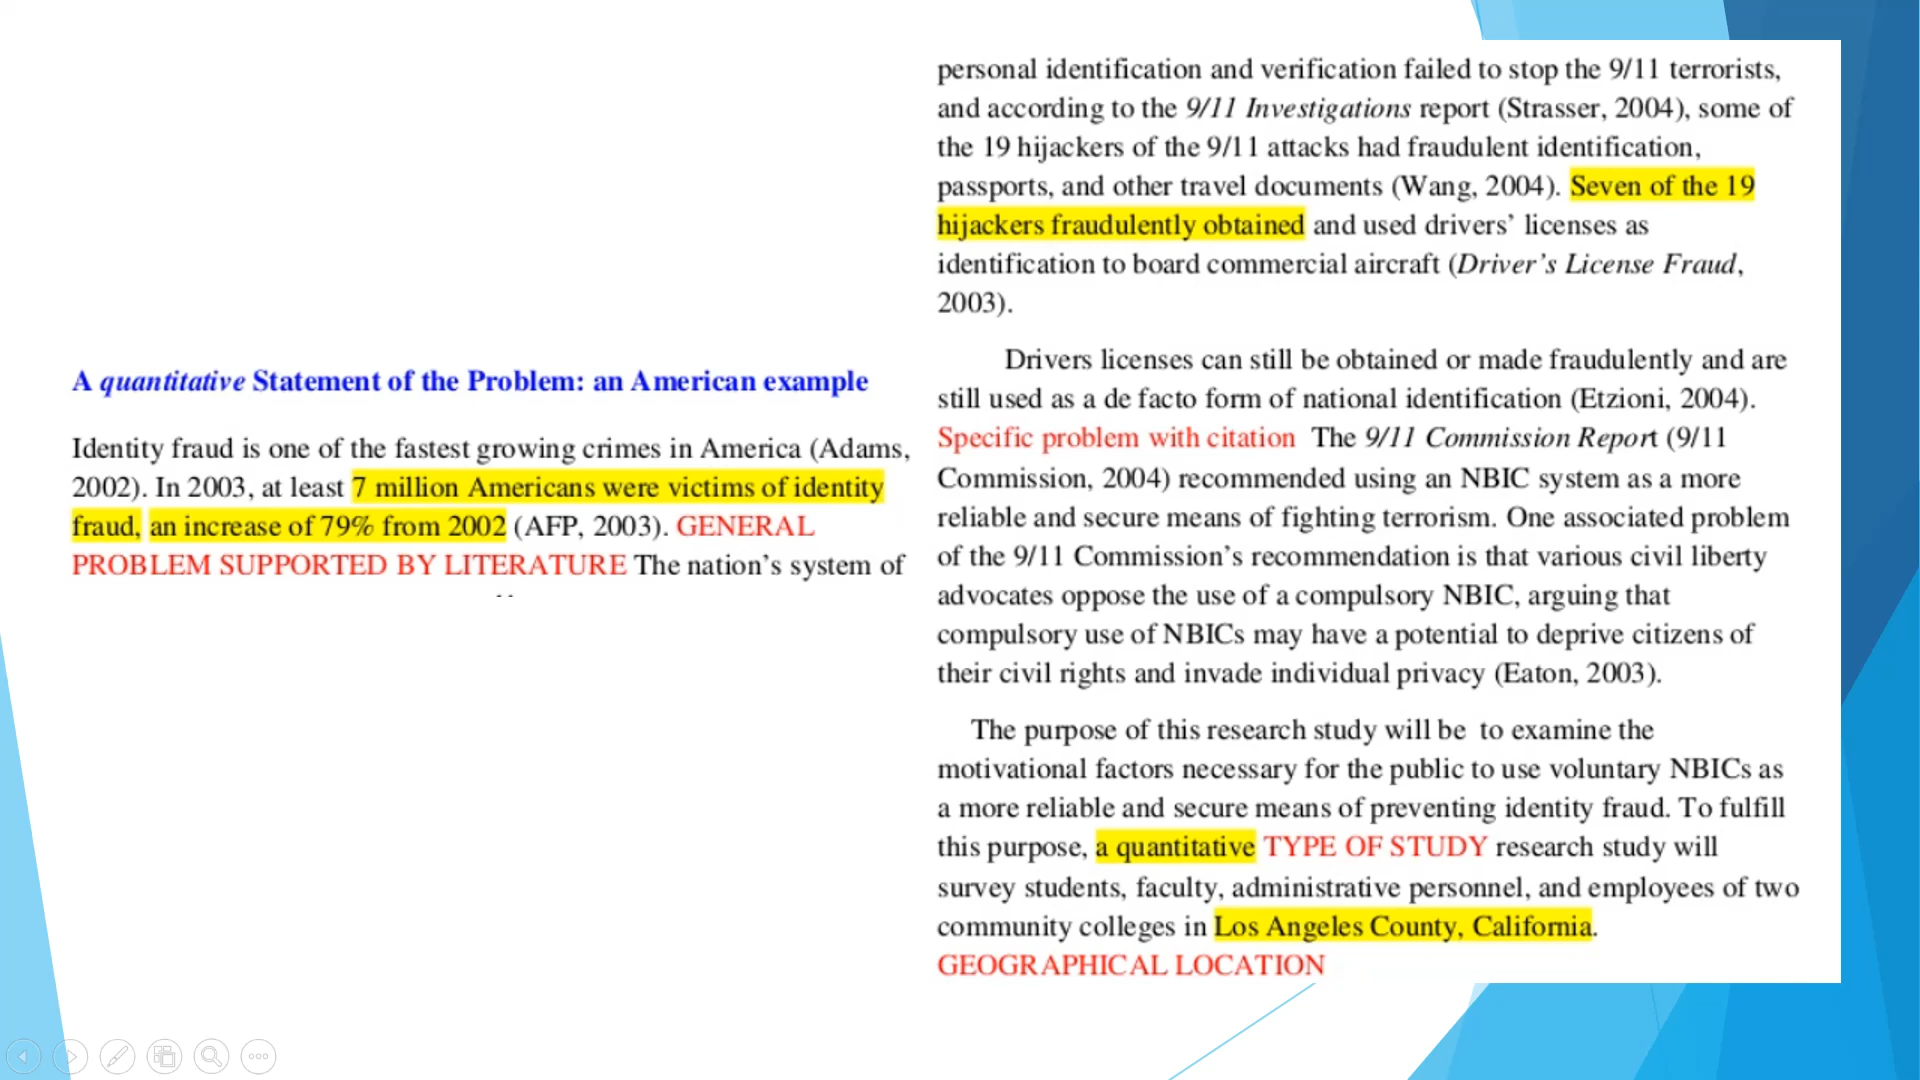 A quantitative Statement of the Problem: an American example
Identity fraud is one of the fastest growing crimes in America (Adams,
2002). In 2003, at least 7 million Americans were victims of identity
fraud, an increase of 79% from 2002 (AFP, 2003). GENERAL
PROBLEM SUPPORTED BY LITERATURE The nation’s system of
personal identification and verification failed to stop the 9/11 terrorists,
and according to the 9/11 Investigations report (Strasser, 2004), some of
the 19 hijackers of the 9/11 attacks had fraudulent identification,
passports, and other travel documents (Wang, 2004). Seven of the 19
hijackers fraudulently obtained and used drivers’ licenses as
identification to board commercial aircraft (Driver’s License Fraud,
2003).
Drivers licenses can still be obtained or made fraudulently and are
still used as a de facto form of national identification (Etzioni, 2004).
Specific problem with citation The 9/11 Commission Report (9/11
Commission, 2004) recommended using an NBIC system as a more
reliable and secure means of fighting terrorism. One associated problem
of the 9/11 Commission’s recommendation is that various civil liberty
advocates oppose the use of a compulsory NBIC, arguing that
compulsory use of NBICs may have a potential to deprive citizens of
their civil rights and invade individual privacy (Eaton, 2003).
The purpose of this research study will be to examine the
motivational factors necessary for the public to use voluntary NBICs as
a more reliable and secure means of preventing identity fraud. To fulfill
this purpose, a quantitative TYPE OF STUDY research study will
survey students, faculty, administrative personnel, and employees of two
community colleges in Los Angeles County, California.
GEOGRAPHICAL LOCATION